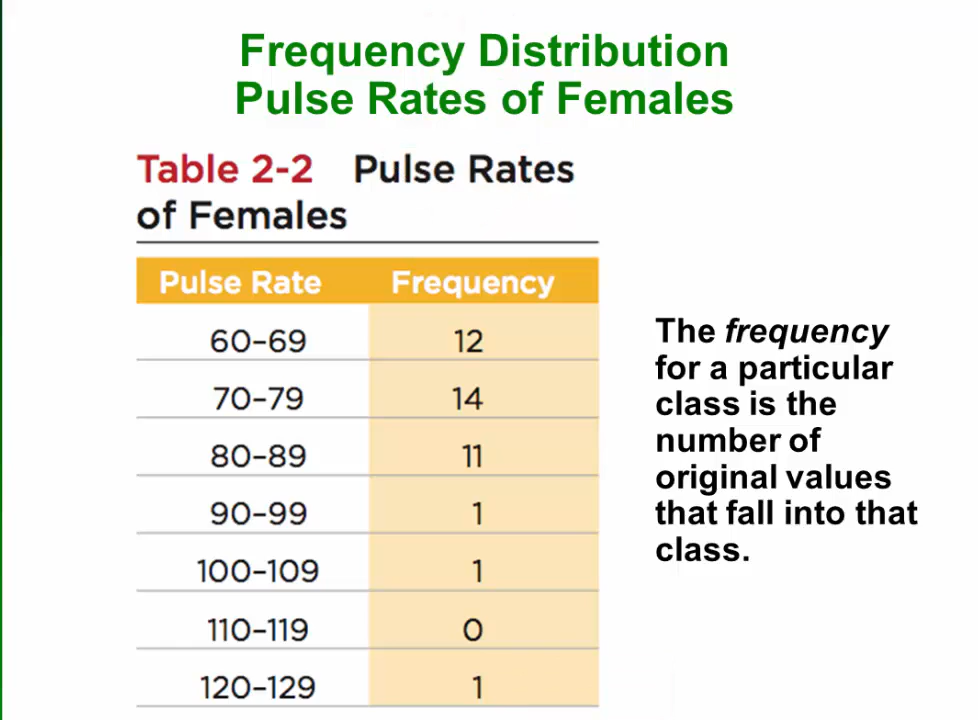 Frequency Distribution
Pulse Rates of Females
Table 2-2 Pulse Rates
of Females
Pulse Rate Frequency
60–69 12
70–79 14
80–89 11
90–99 1
100–109 1
110–119 0
120–129 1
The frequency
for a particular
class is the
number of
original values
that fall into that
class.